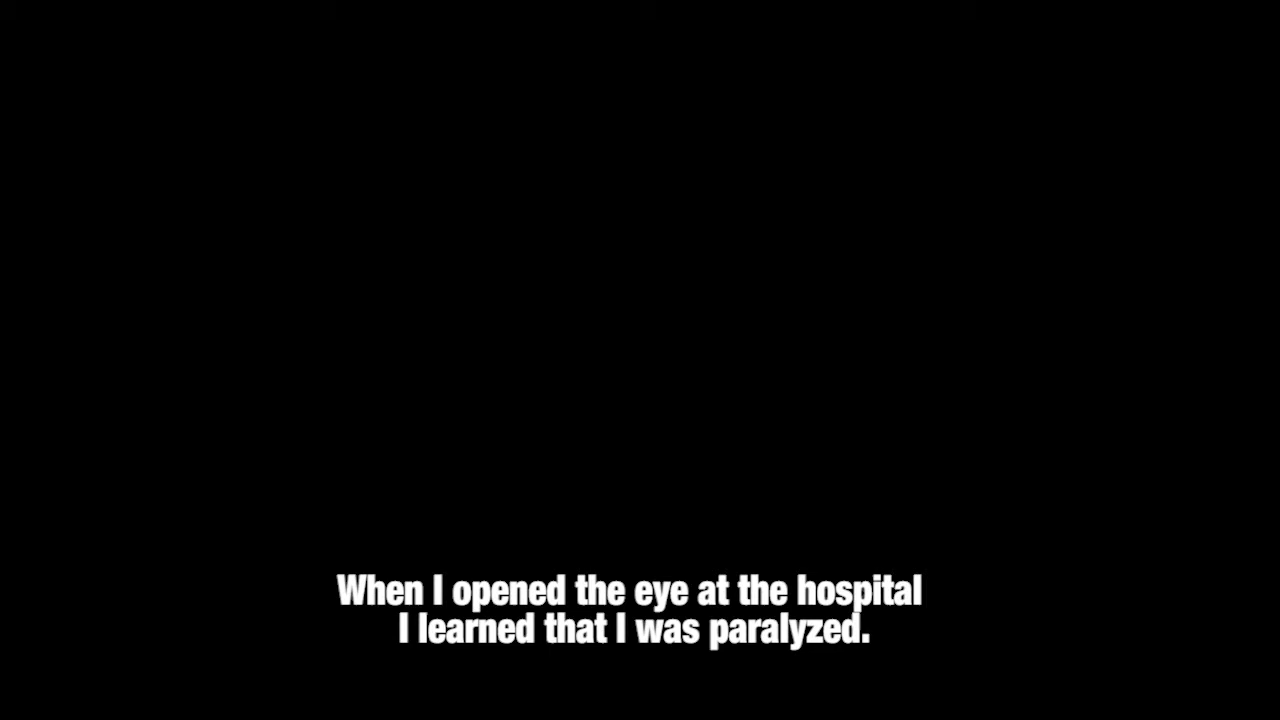 When I opened the eye at the hospital
I learned that I was paralyzed.